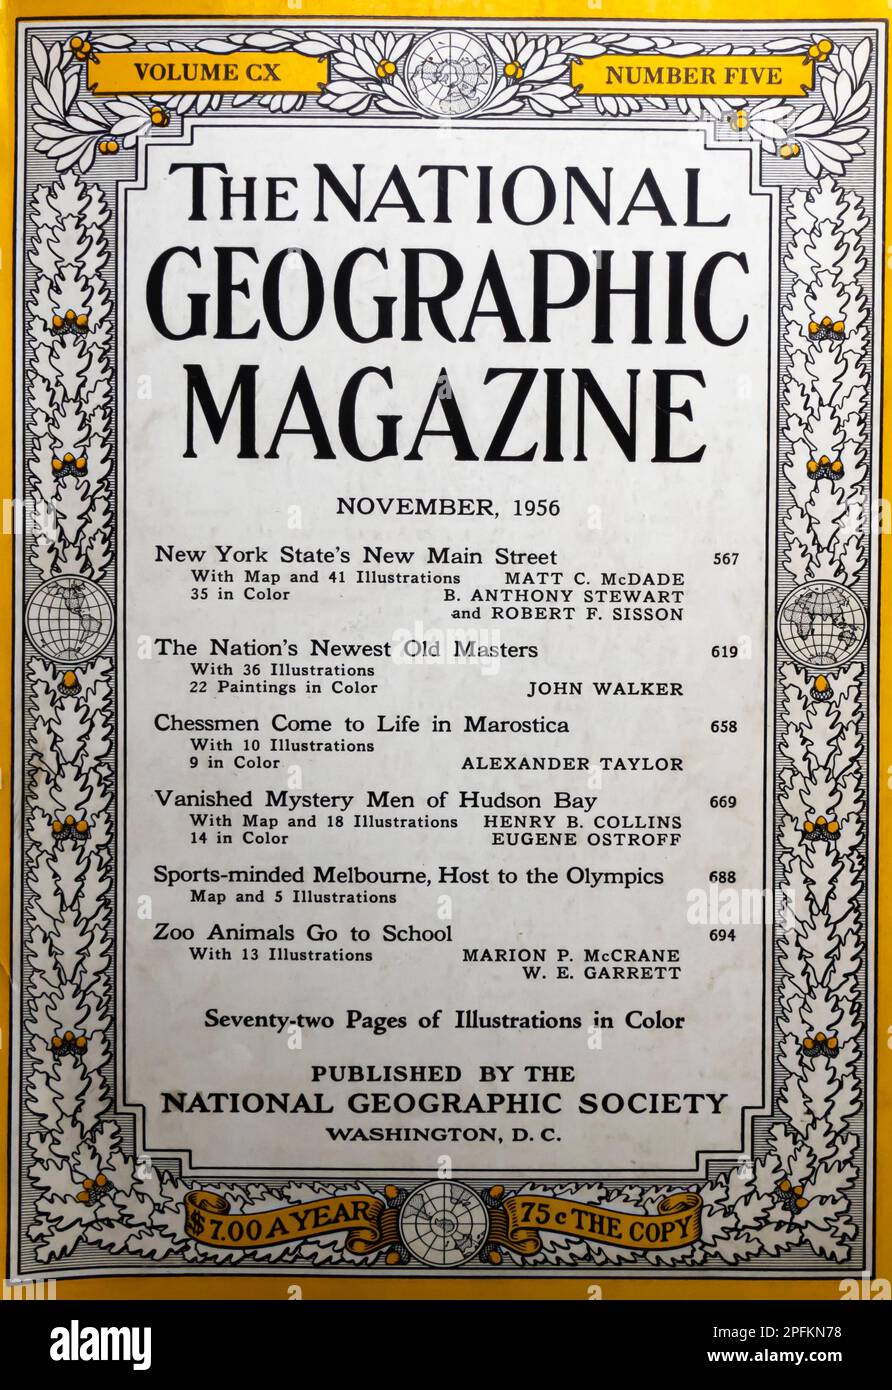 VOLUME CX
NUMBER FIVE
THE NATIONAL
GEOGRAPHIC
MAGAZINE
NOVEMBER, 1956
New York State's New Main Street 567
With Map and 41 Illustrations MATT C. McDADE
35 in Color B. ANTHONY STEWART
and ROBERT F. SISSON
The Nation's Newest Old Masters 619
With 36 Illustrations
22 Paintings in Color JOHN WALKER
Chessmen Come to Life in Marostica 658
With 10 Illustrations
9 in Color ALEXANDER TAYLOR
Vanished Mystery Men of Hudson Bay 669
With Map and 18 Illustrations HENRY B. COLLINS
14 in Color EUGENE OSTROFF
Sports-minded Melbourne, Host to the Olympics 688
Map and 5 Illustrations
Zoo Animals Go to School 694
With 13 Illustrations MARION P. McCRANE
W. E. GARRETT
Seventy-two Pages of Illustrations in Color
PUBLISHED BY THE
NATIONAL GEOGRAPHIC SOCIETY
WASHINGTON, D. C.
$7.00 A YEAR
75c THE COPY
alamy
Image ID: 2PFKN78
www.alamy.com